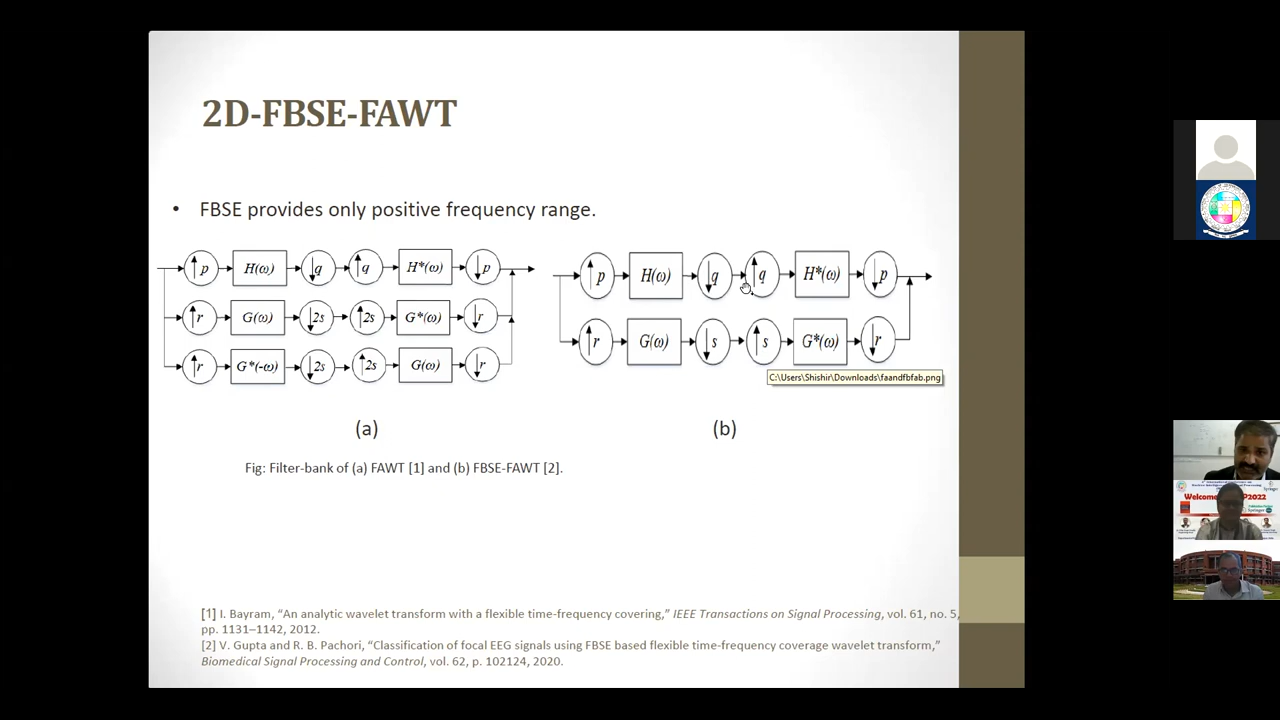 2D-FBSE-FAWT
• FBSE provides only positive frequency range.
↑p H(ω) ↓q ↑q H*(ω) ↓p
↑r G(ω) ↓2s ↑2s G*(ω) ↓r
↑r G*(-ω) ↓2s ↑2s G(ω) ↓r
(a)
↑p H(ω) ↓q ↑q H*(ω) ↓p
↑r G(ω) ↓s ↑s G*(ω) ↓r
C:\Users\Shishir\Downloads\faandfbfab.png
(b)
Fig: Filter-bank of (a) FAWT [1] and (b) FBSE-FAWT [2].
[1] I. Bayram, “An analytic wavelet transform with a flexible time-frequency covering,” IEEE Transactions on Signal Processing, vol. 61, no. 5,
pp. 1131–1142, 2012.
[2] V. Gupta and R. B. Pachori, “Classification of focal EEG signals using FBSE based flexible time-frequency coverage wavelet transform,”
Biomedical Signal Processing and Control, vol. 62, p. 102124, 2020.